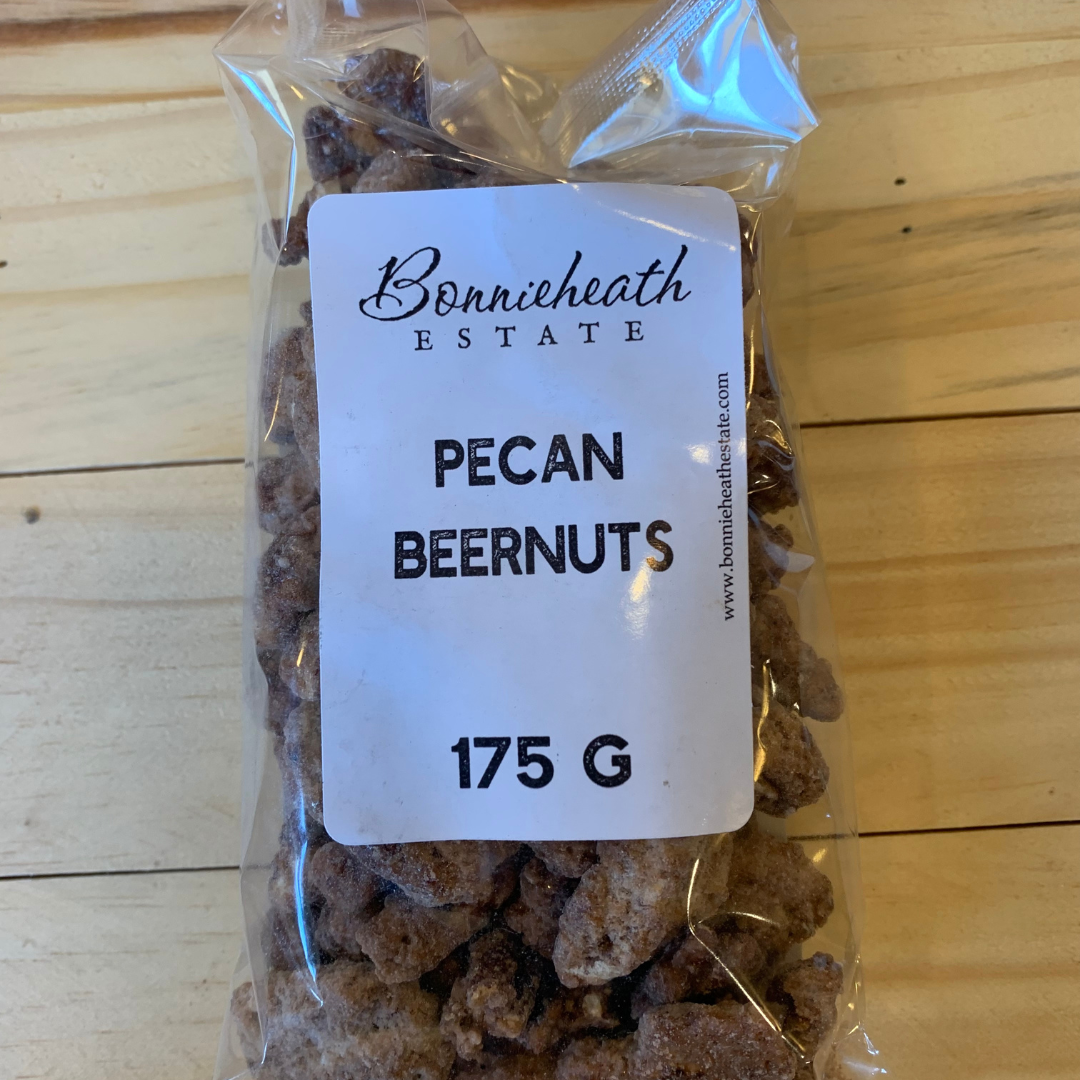 Bonnieheath
ESTATE
PECAN
BEERNUTS
175 G
www.bonnieheathestate.com